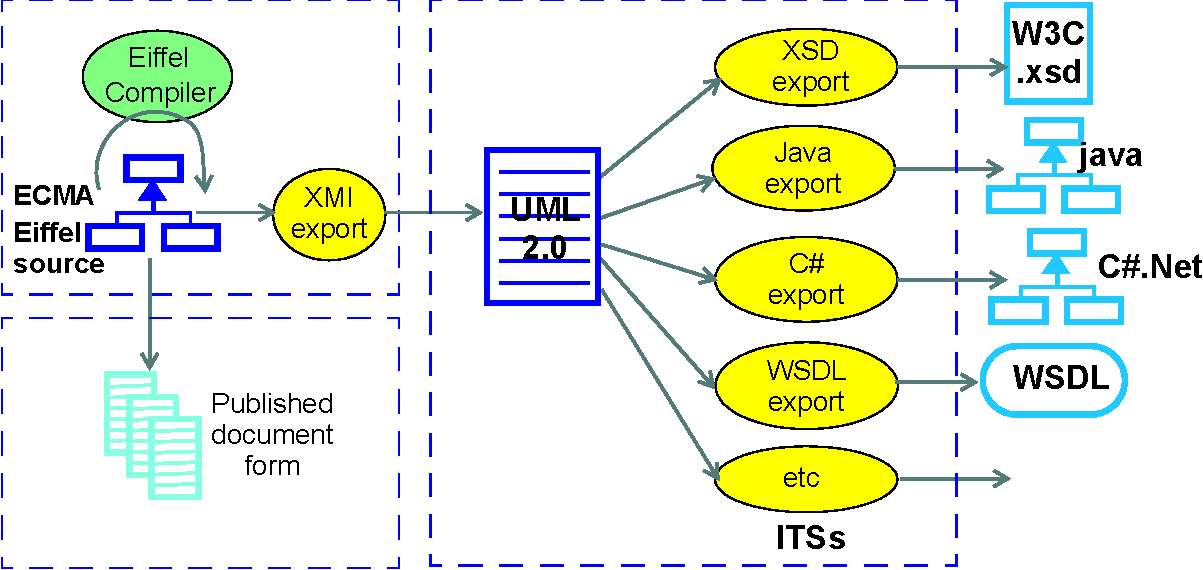 Eiffel
Compiler
ECMA
Eiffel
source
XMI
export
Published
document
form
UML
2.0
XSD
export
Java
export
C#
export
WSDL
export
etc
ITSs
W3C
.xsd
java
C#.Net
WSDL